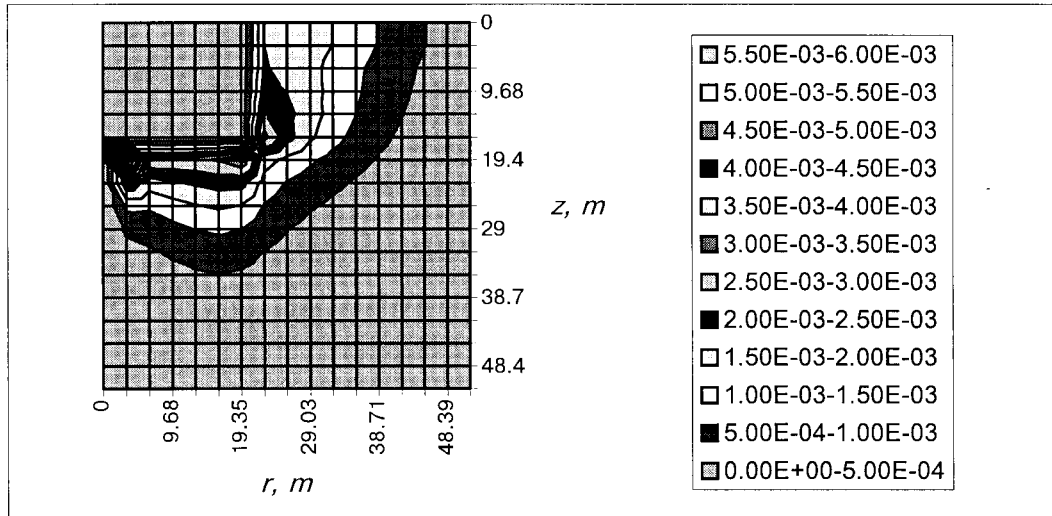 0
9.68
19.4
29
38.7
48.4
z, m
0
9.68
19.35
29.03
38.71
48.39
r, m
5.50E-03-6.00E-03
5.00E-03-5.50E-03
4.50E-03-5.00E-03
4.00E-03-4.50E-03
3.50E-03-4.00E-03
3.00E-03-3.50E-03
2.50E-03-3.00E-03
2.00E-03-2.50E-03
1.50E-03-2.00E-03
1.00E-03-1.50E-03
5.00E-04-1.00E-03
0.00E+00-5.00E-04